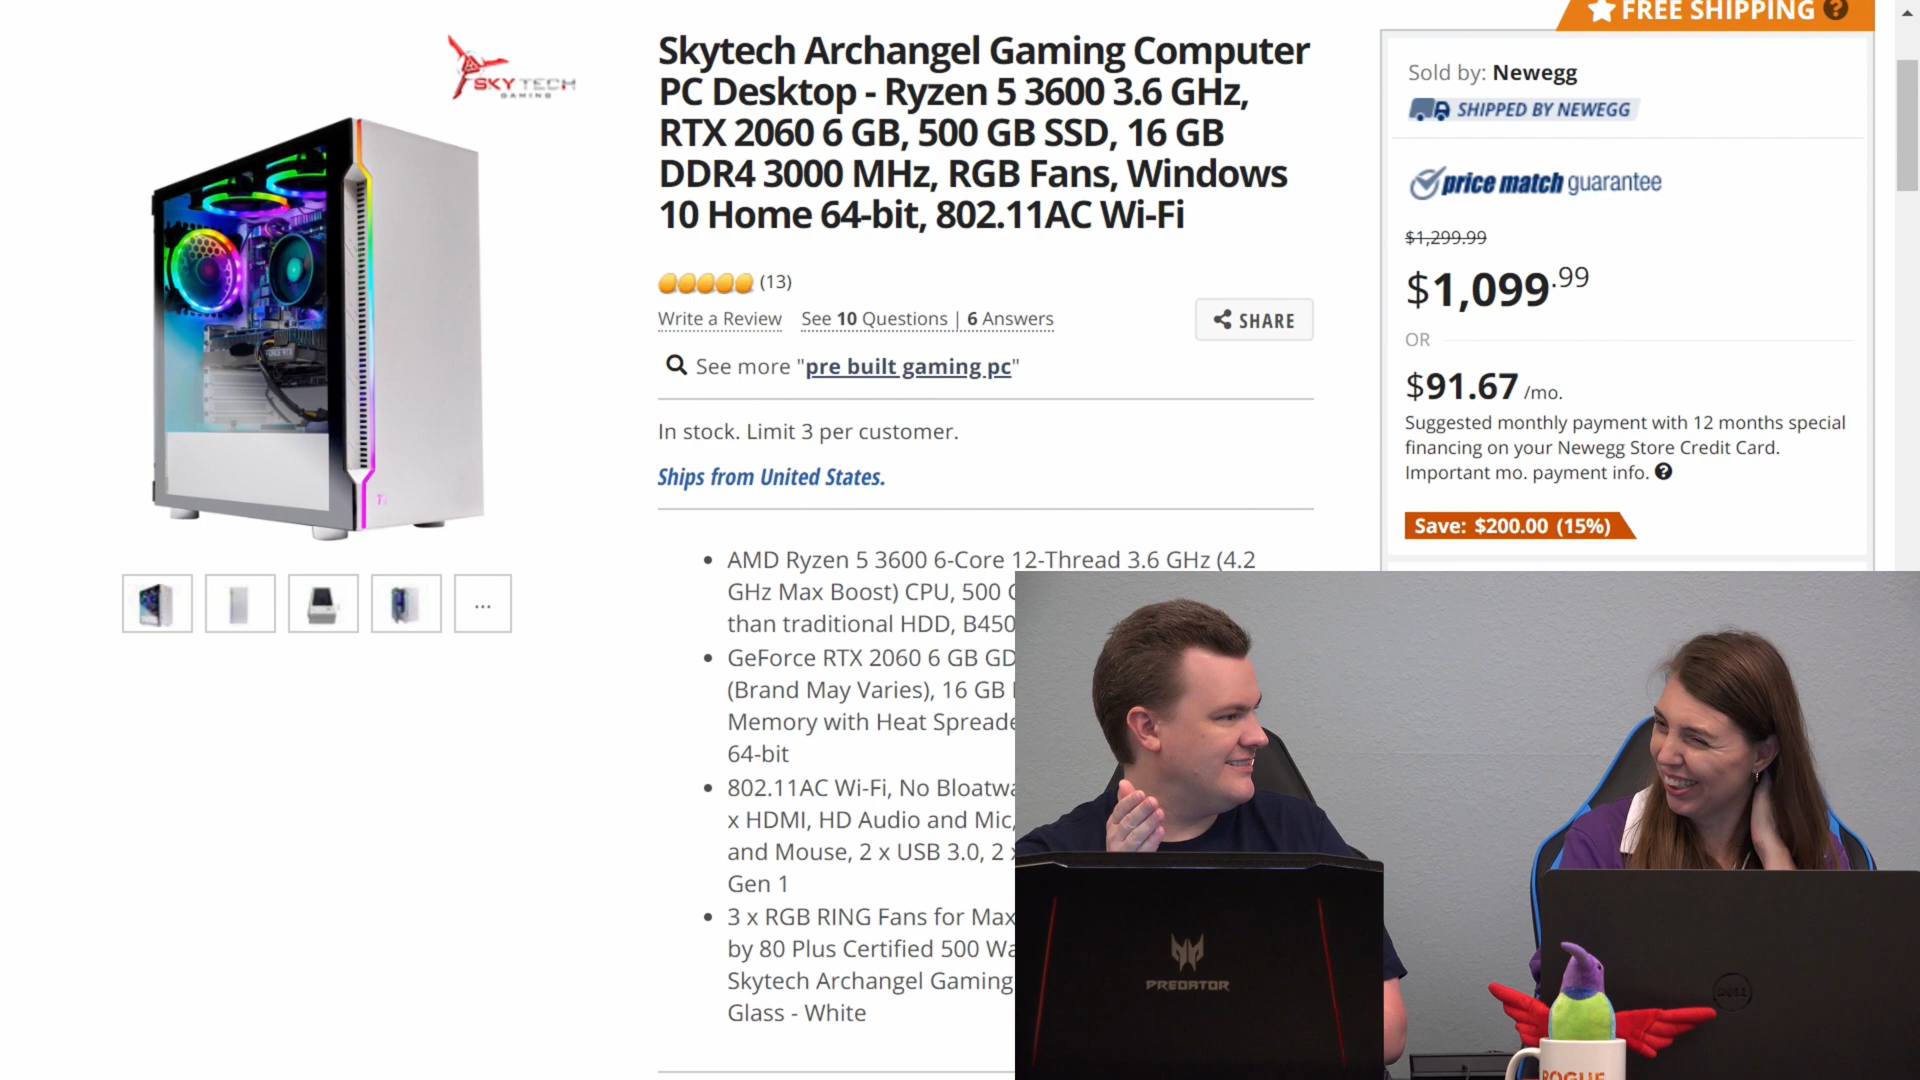 FREE SHIPPING ?
SKYTECH
GAMING
Skytech Archangel Gaming Computer
PC Desktop - Ryzen 5 3600 3.6 GHz,
RTX 2060 6 GB, 500 GB SSD, 16 GB
DDR4 3000 MHz, RGB Fans, Windows
10 Home 64-bit, 802.11AC Wi-Fi
(13)
Write a Review See 10 Questions | 6 Answers
SHARE
See more "pre built gaming pc"
In stock. Limit 3 per customer.
Ships from United States.
• AMD Ryzen 5 3600 6-Core 12-Thread 3.6 GHz (4.2
GHz Max Boost) CPU, 500
than traditional HDD, B450
• GeForce RTX 2060 6 GB GD
(Brand May Varies), 16 GB
Memory with Heat Spreade
64-bit
• 802.11AC Wi-Fi, No Bloatwa
x HDMI, HD Audio and Mic,
and Mouse, 2 x USB 3.0, 2 x
Gen 1
• 3 x RGB RING Fans for Max
by 80 Plus Certified 500 Wa
Skytech Archangel Gaming
Glass - White
...
Sold by: Newegg
SHIPPED BY NEWEGG
price match guarantee
$1,299.99
$1,099.99
OR
$91.67 /mo.
Suggested monthly payment with 12 months special
financing on your Newegg Store Credit Card.
Important mo. payment info. ?
Save: $200.00 (15%)
PREDATOR
DELL
ROGUE